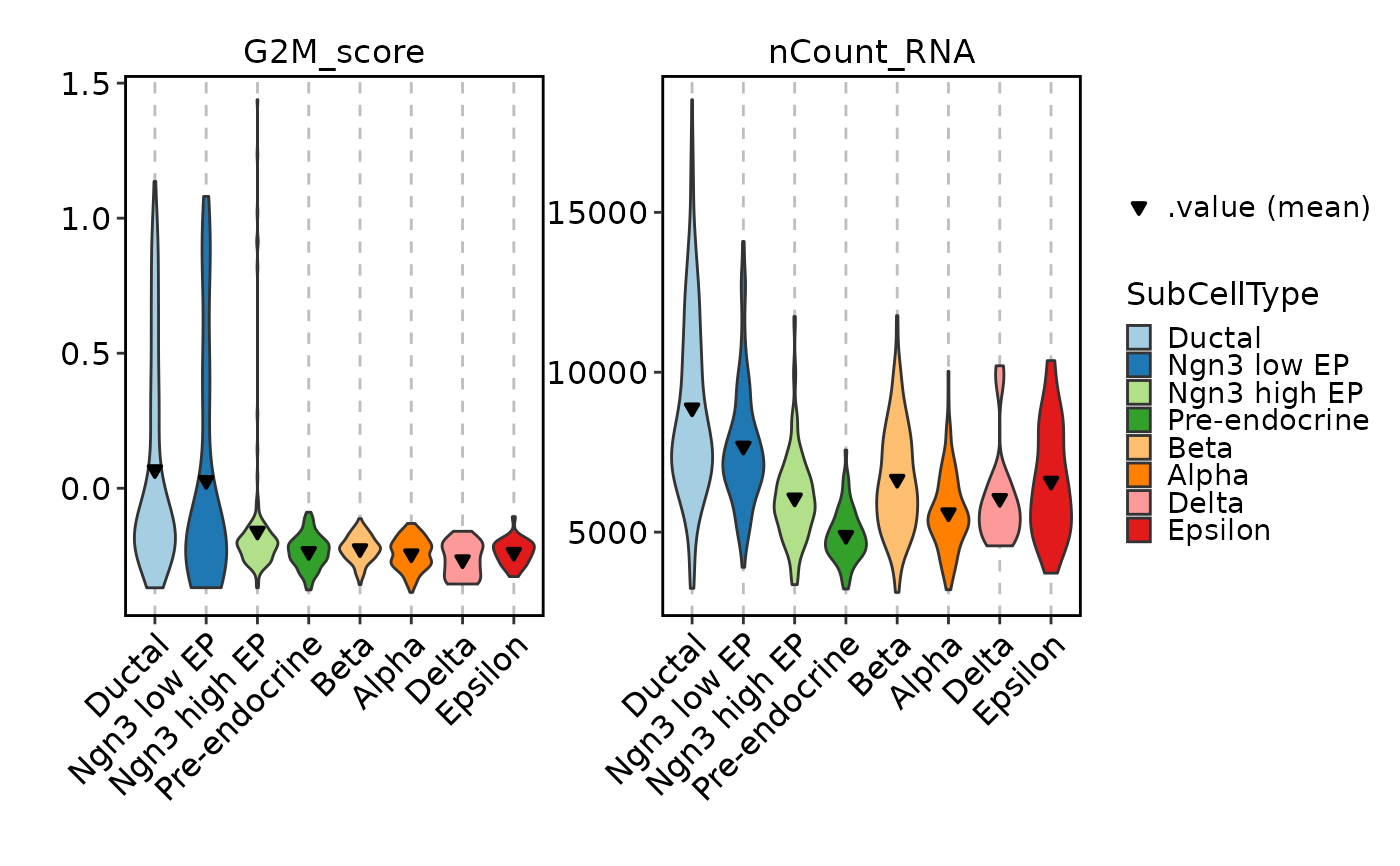 G2M_score
1.5
1.0
0.5
0.0
Ductal
Ngn3 low EP
Ngn3 high EP
Pre-endocrine
Beta
Alpha
Delta
Epsilon
nCount_RNA
15000
10000
5000
Ductal
Ngn3 low EP
Ngn3 high EP
Pre-endocrine
Beta
Alpha
Delta
Epsilon
.value (mean)
SubCellType
Ductal
Ngn3 low EP
Ngn3 high EP
Pre-endocrine
Beta
Alpha
Delta
Epsilon